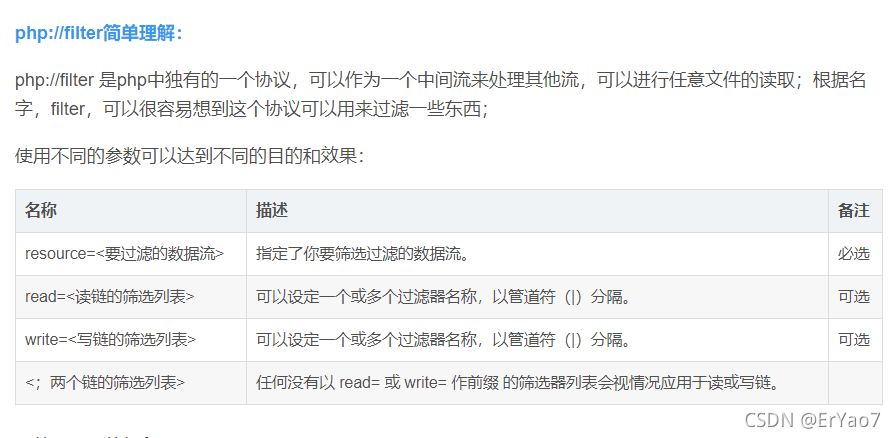 php://filter简单理解：
php://filter 是php中独有的一个协议，可以作为一个中间流来处理其他流，可以进行任意文件的读取；根据名
字，filter，可以很容易想到这个协议可以用来过滤一些东西；
使用不同的参数可以达到不同的目的和效果：
名称 描述 备注
resource=<要过滤的数据流> 指定了你要筛选过滤的数据流。 必选
read=<读链的筛选列表> 可以设定一个或多个过滤器名称，以管道符（|）分隔。 可选
write=<写链的筛选列表> 可以设定一个或多个过滤器名称，以管道符（|）分隔。 可选
<；两个链的筛选列表> 任何没有以 read= 或 write= 作前缀 的筛选器列表会视情况应用于读或写链。
CSDN @ErYao7